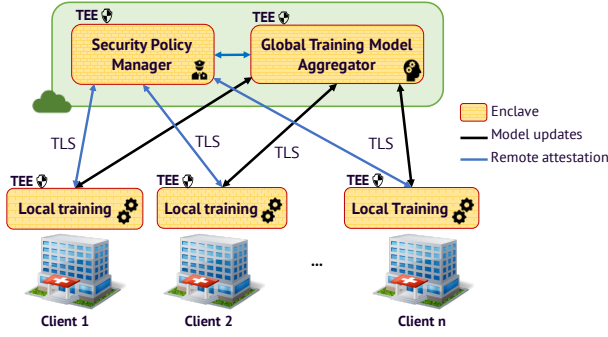 TEE
TEE
Security Policy
Manager
Global Training Model
Aggregator
Enclave
Model updates
Remote attestation
TLS
TLS
TLS
TLS
TEE
TEE
TEE
Local training
Local training
Local Training
...
Client 1
Client 2
Client n